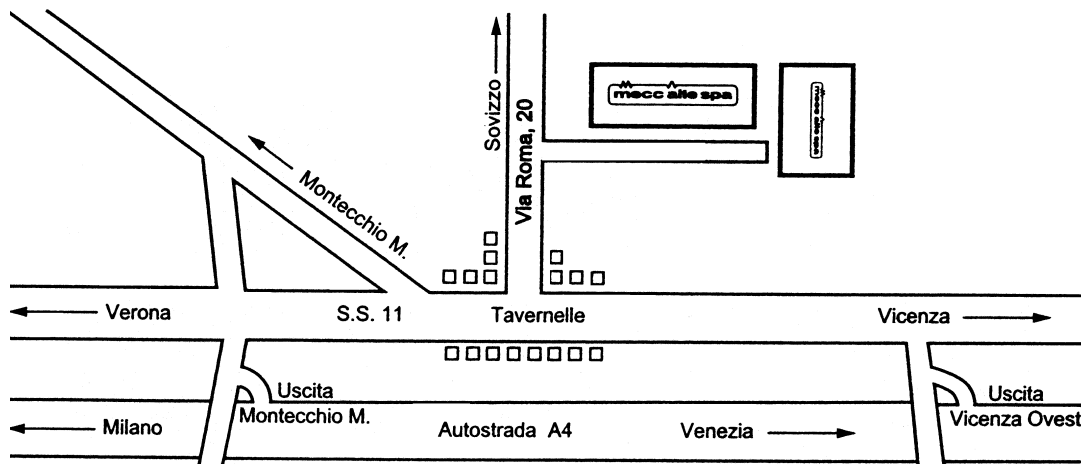 mecc alte spa
mecc alte spa
Sovizzo
Via Roma, 20
Montecchio M.
Verona
S.S. 11
Tavernelle
Vicenza
Uscita
Montecchio M.
Uscita
Vicenza Ovest
Milano
Autostrada A4
Venezia